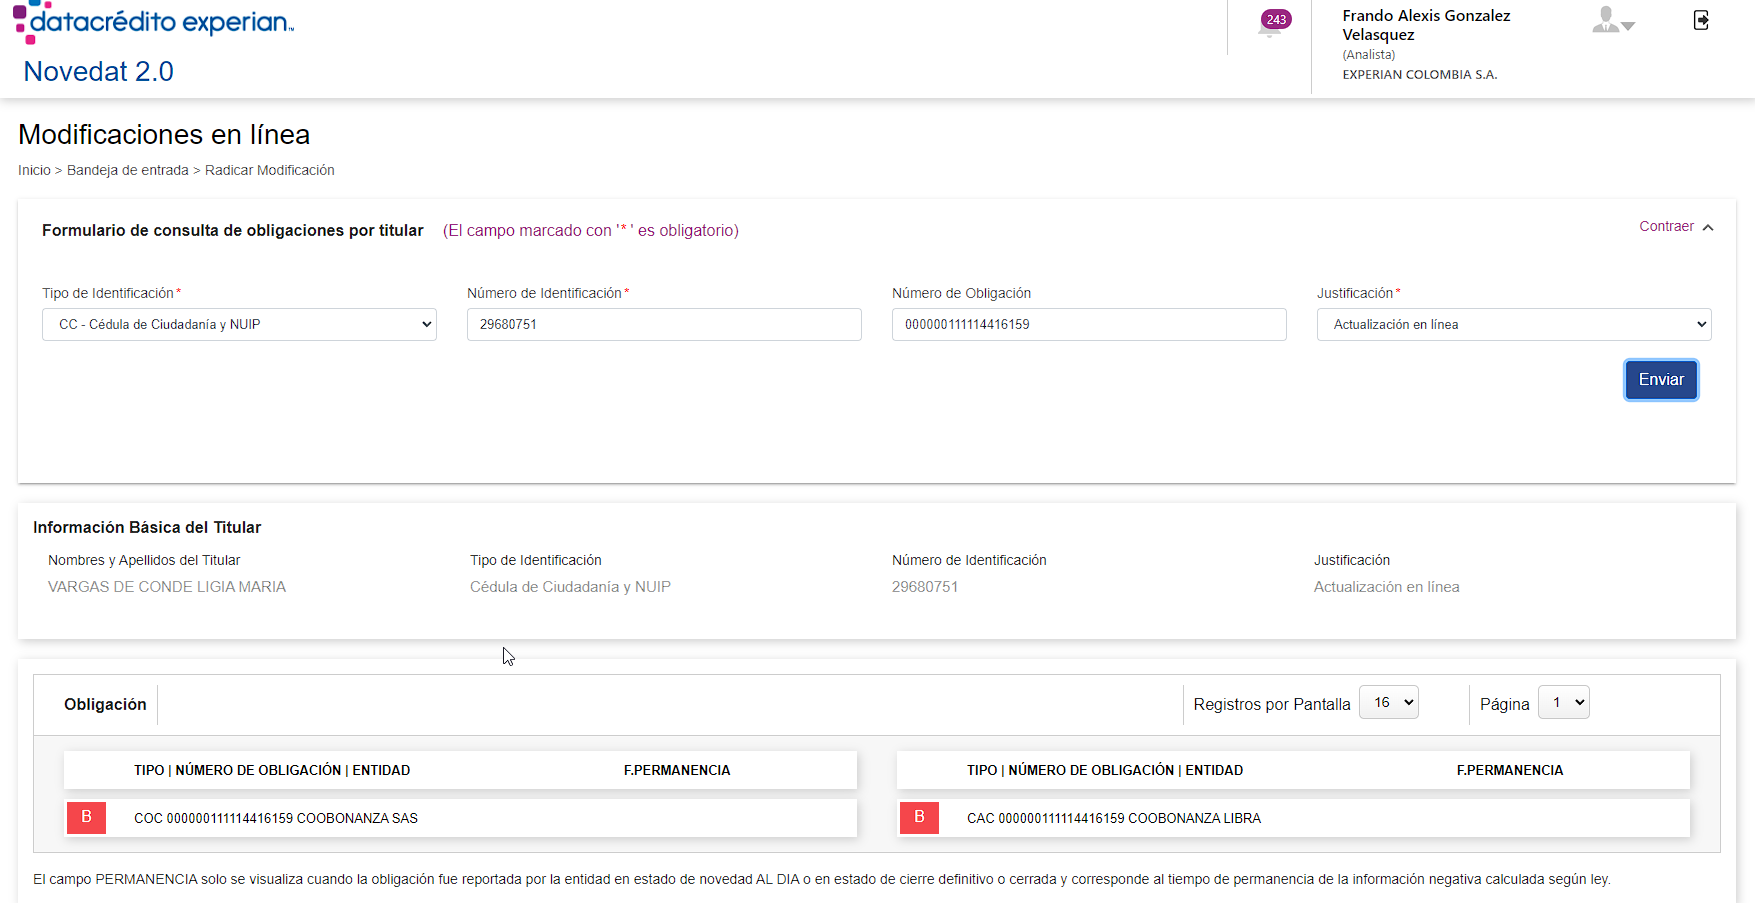 datacrédito experian™
Novedat 2.0
243
Frando Alexis Gonzalez
Velasquez
(Analista)
EXPERIAN COLOMBIA S.A.
Modificaciones en línea
Inicio > Bandeja de entrada > Radicar Modificación
Formulario de consulta de obligaciones por titular (El campo marcado con '*' es obligatorio)
Contraer
Tipo de Identificación* Número de Identificación* Número de Obligación Justificación*
CC - Cédula de Ciudadanía y NUIP 29680751 000000111114416159 Actualización en línea
Enviar
Información Básica del Titular
Nombres y Apellidos del Titular Tipo de Identificación Número de Identificación Justificación
VARGAS DE CONDE LIGIA MARIA Cédula de Ciudadanía y NUIP 29680751 Actualización en línea
Obligación Registros por Pantalla 16 Página 1
TIPO | NÚMERO DE OBLIGACIÓN | ENTIDAD F.PERMANENCIA TIPO | NÚMERO DE OBLIGACIÓN | ENTIDAD F.PERMANENCIA
B COC 000000111114416159 COOBONANZA SAS B CAC 000000111114416159 COOBONANZA LIBRA
El campo PERMANENCIA solo se visualiza cuando la obligación fue reportada por la entidad en estado de novedad AL DIA o en estado de cierre definitivo o cerrada y corresponde al tiempo de permanencia de la información negativa calculada según ley.